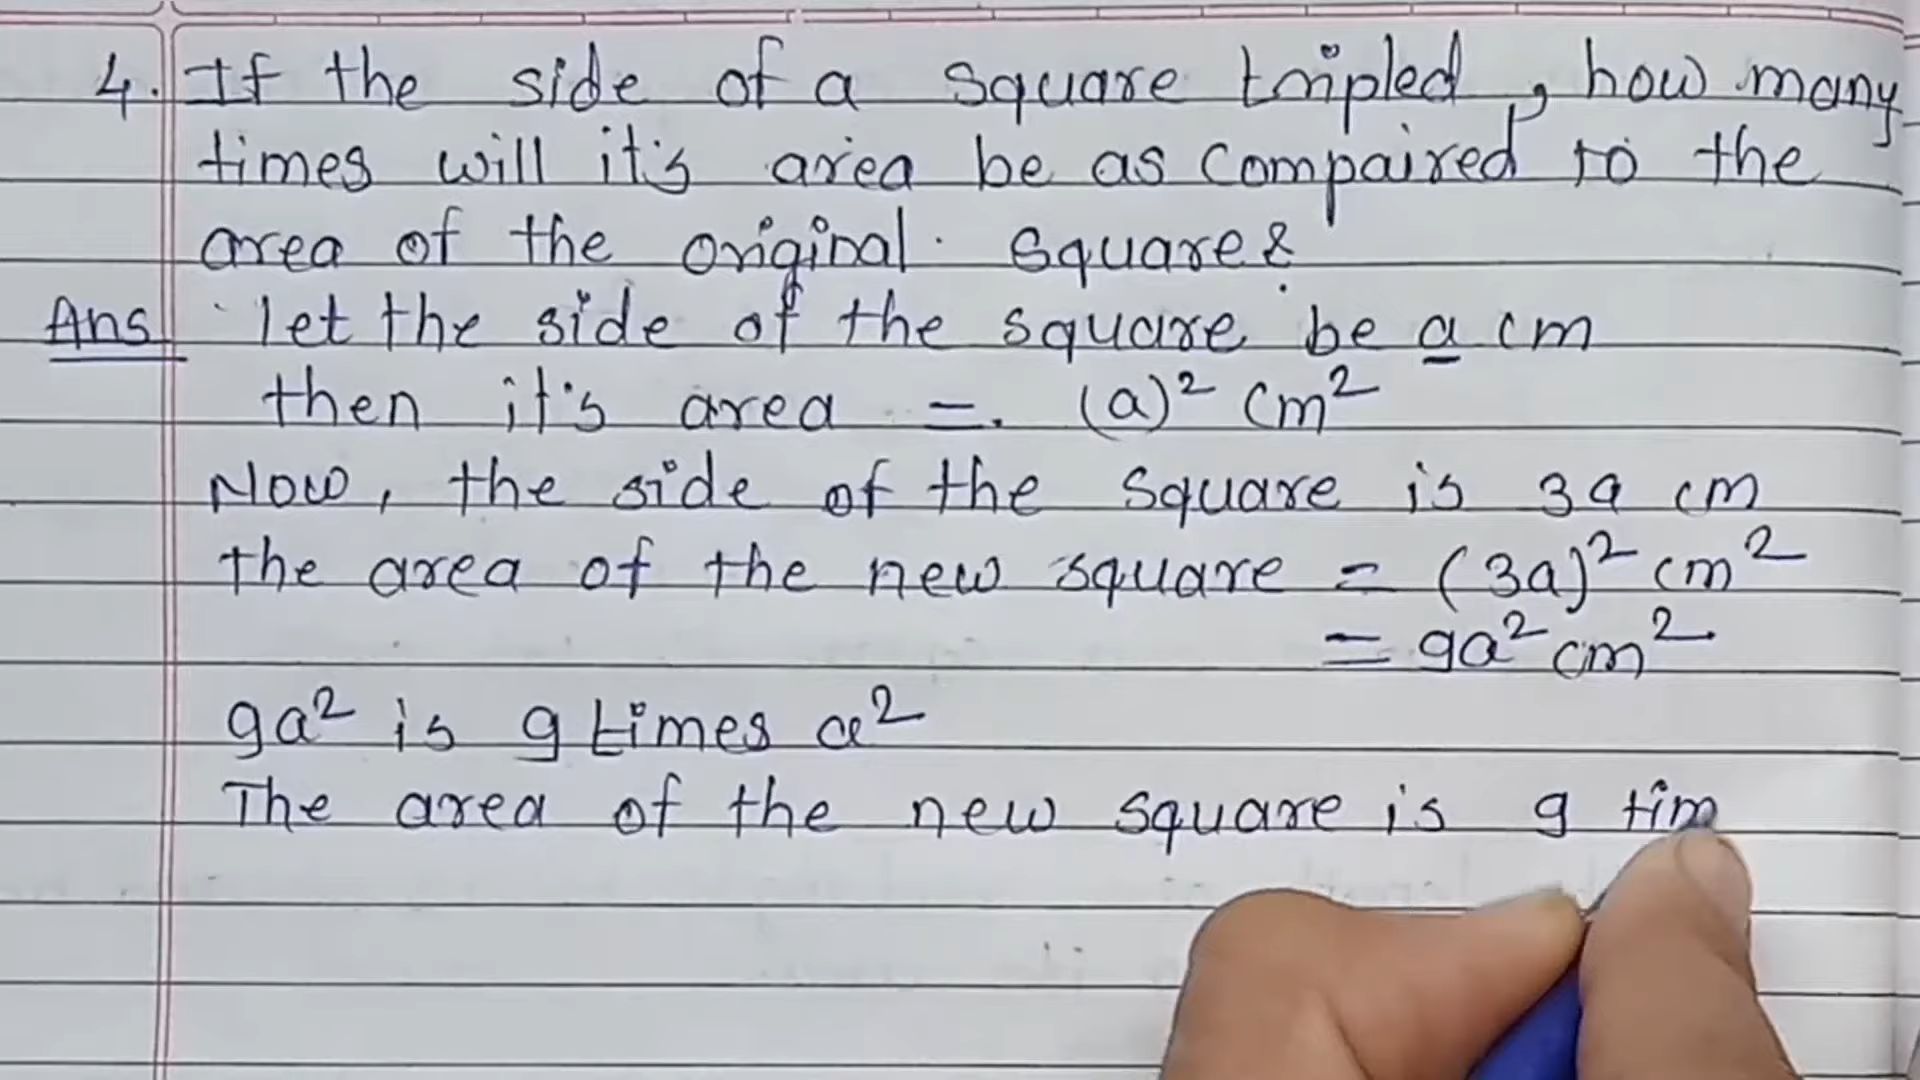 4. If the side of a square tripled, how many
times will it's area be as compaired to the
area of the original square?
Ans let the side of the square be a cm
then it's area = (a)² cm²
Now, the side of the square is 3a cm
the area of the new square = (3a)² cm²
= 9a² cm²
9a² is 9 times a²
The area of the new square is 9 tim